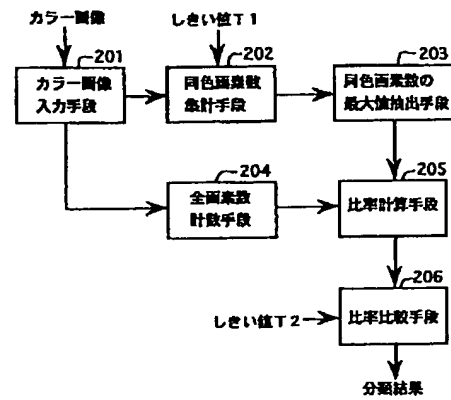 カラー画像
しきい値T1
201
カラー画像
入力手段
202
同色画素数
集計手段
203
同色画素数の
最大値抽出手段
204
全画素数
計数手段
205
比率計算手段
206
比率比較手段
しきい値T2
分類結果